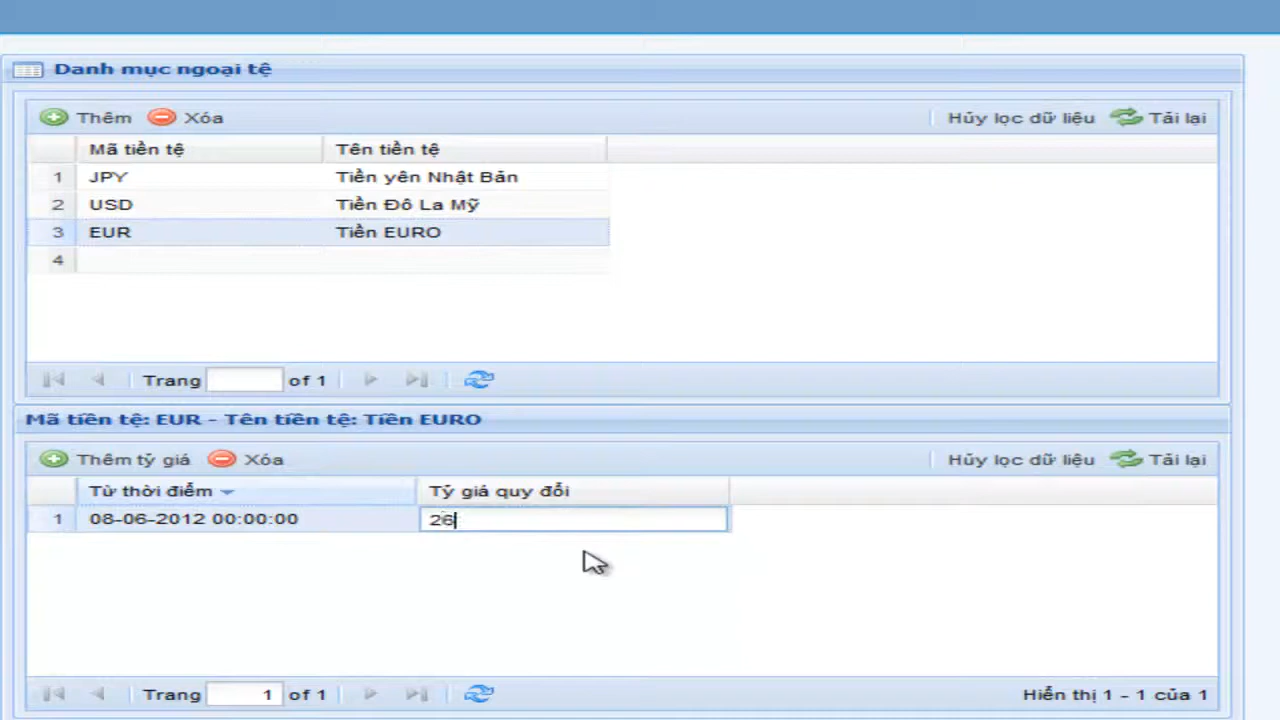 Danh mục ngoại tệ
Thêm Xóa Hủy lọc dữ liệu Tải lại
Mã tiền tệ Tên tiền tệ
1 JPY Tiền yên Nhật Bản
2 USD Tiền Đô La Mỹ
3 EUR Tiền EURO
4
Trang of 1
Mã tiền tệ: EUR - Tên tiền tệ: Tiền EURO
Thêm tỷ giá Xóa Hủy lọc dữ liệu Tải lại
Từ thời điểm Tỷ giá quy đổi
1 08-06-2012 00:00:00 26
Trang 1 of 1 Hiển thị 1 - 1 của 1